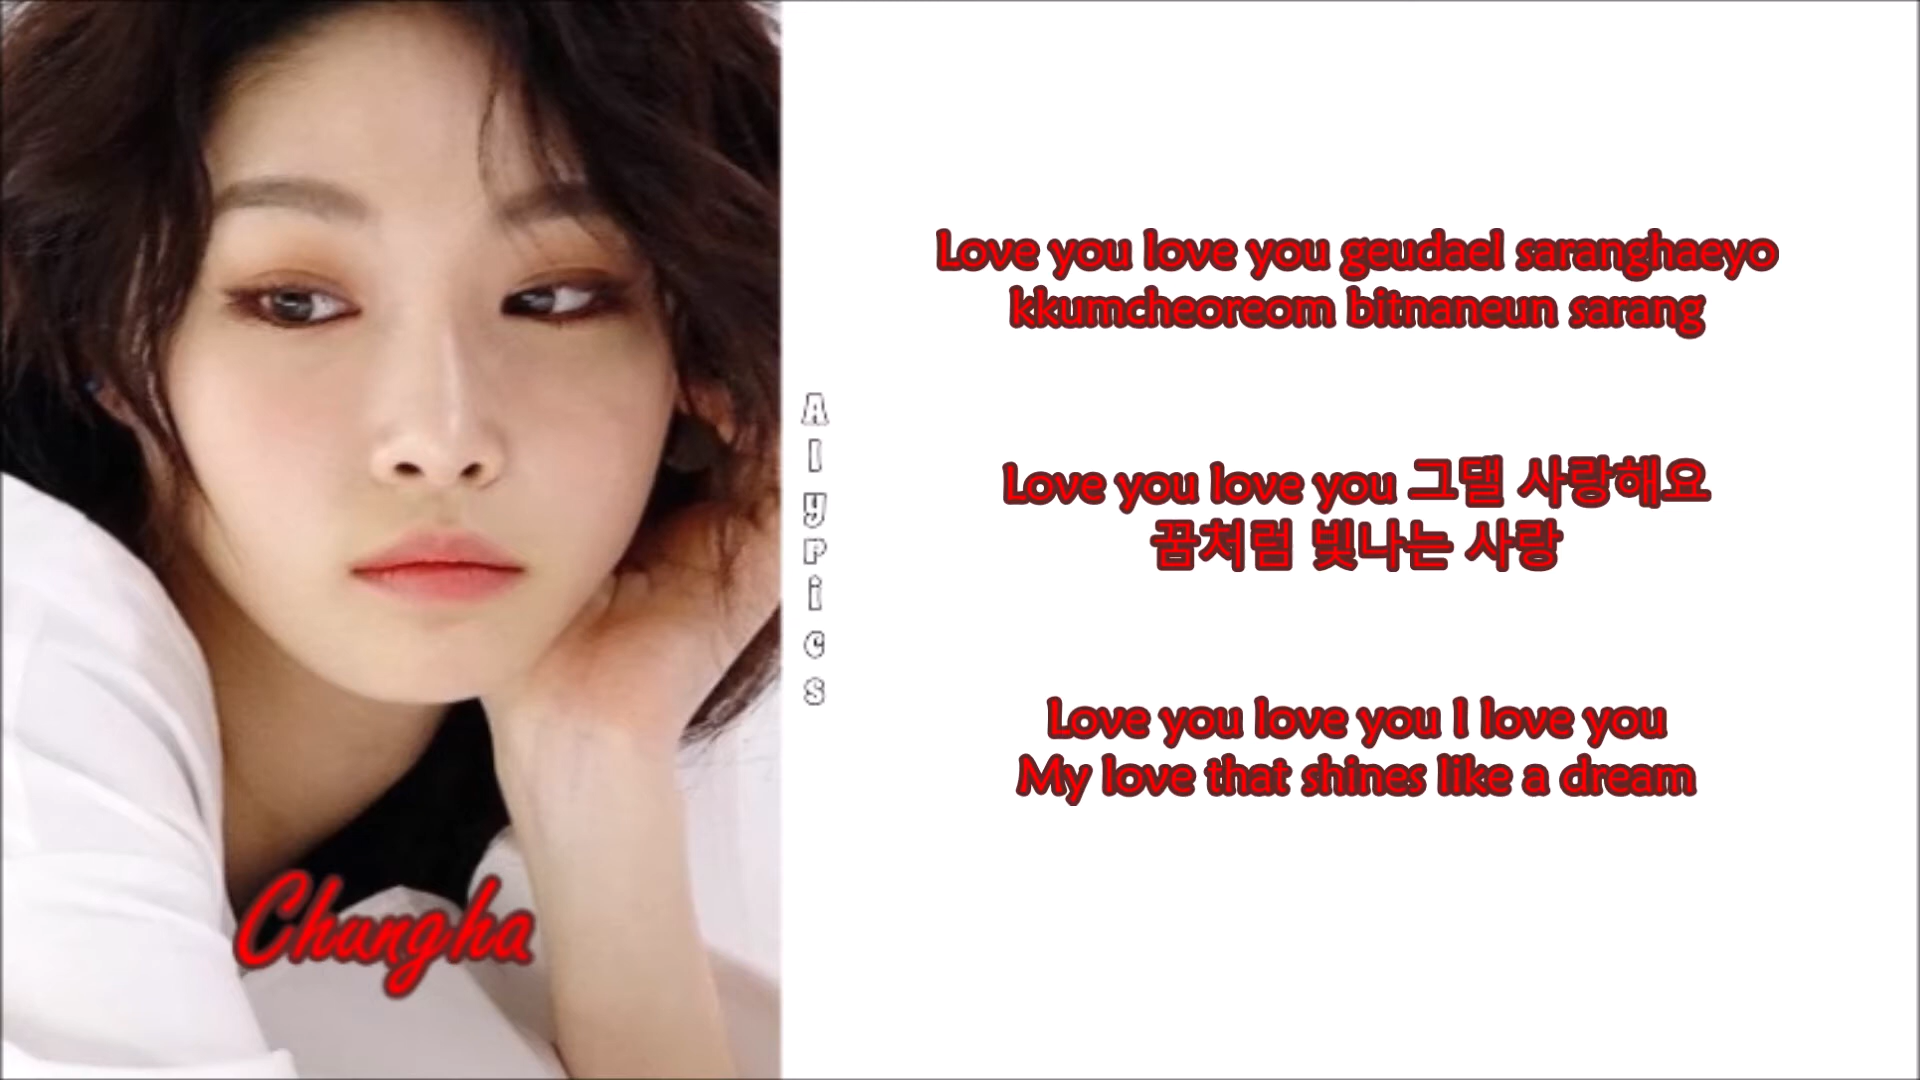 Love you love you geudael saranghaeyo
kkumcheoreom bitnaneun sarang
Love you love you 그댈 사랑해요
꿈처럼 빛나는 사랑
Love you love you I love you
My love that shines like a dream
AlyPics
Chungha